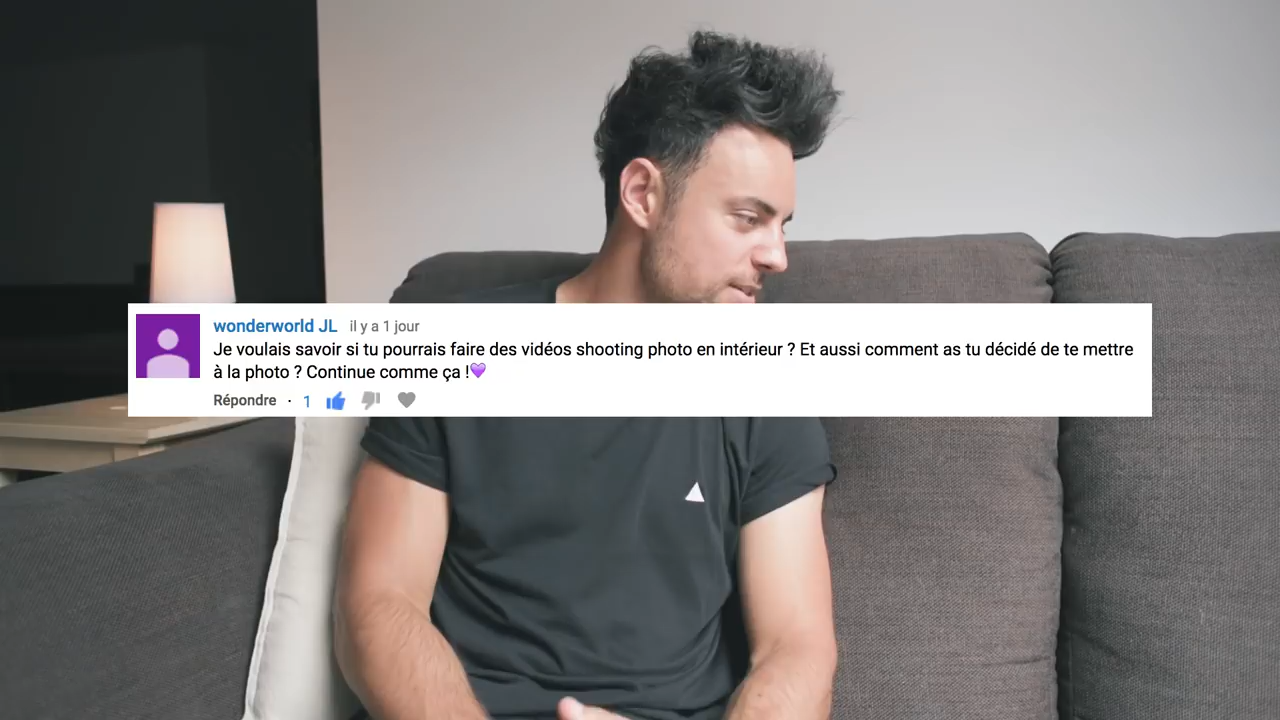 wonderworld JL il y a 1 jour
Je voulais savoir si tu pourrais faire des vidéos shooting photo en intérieur ? Et aussi comment as tu décidé de te mettre
à la photo ? Continue comme ça !💜
Répondre · 1